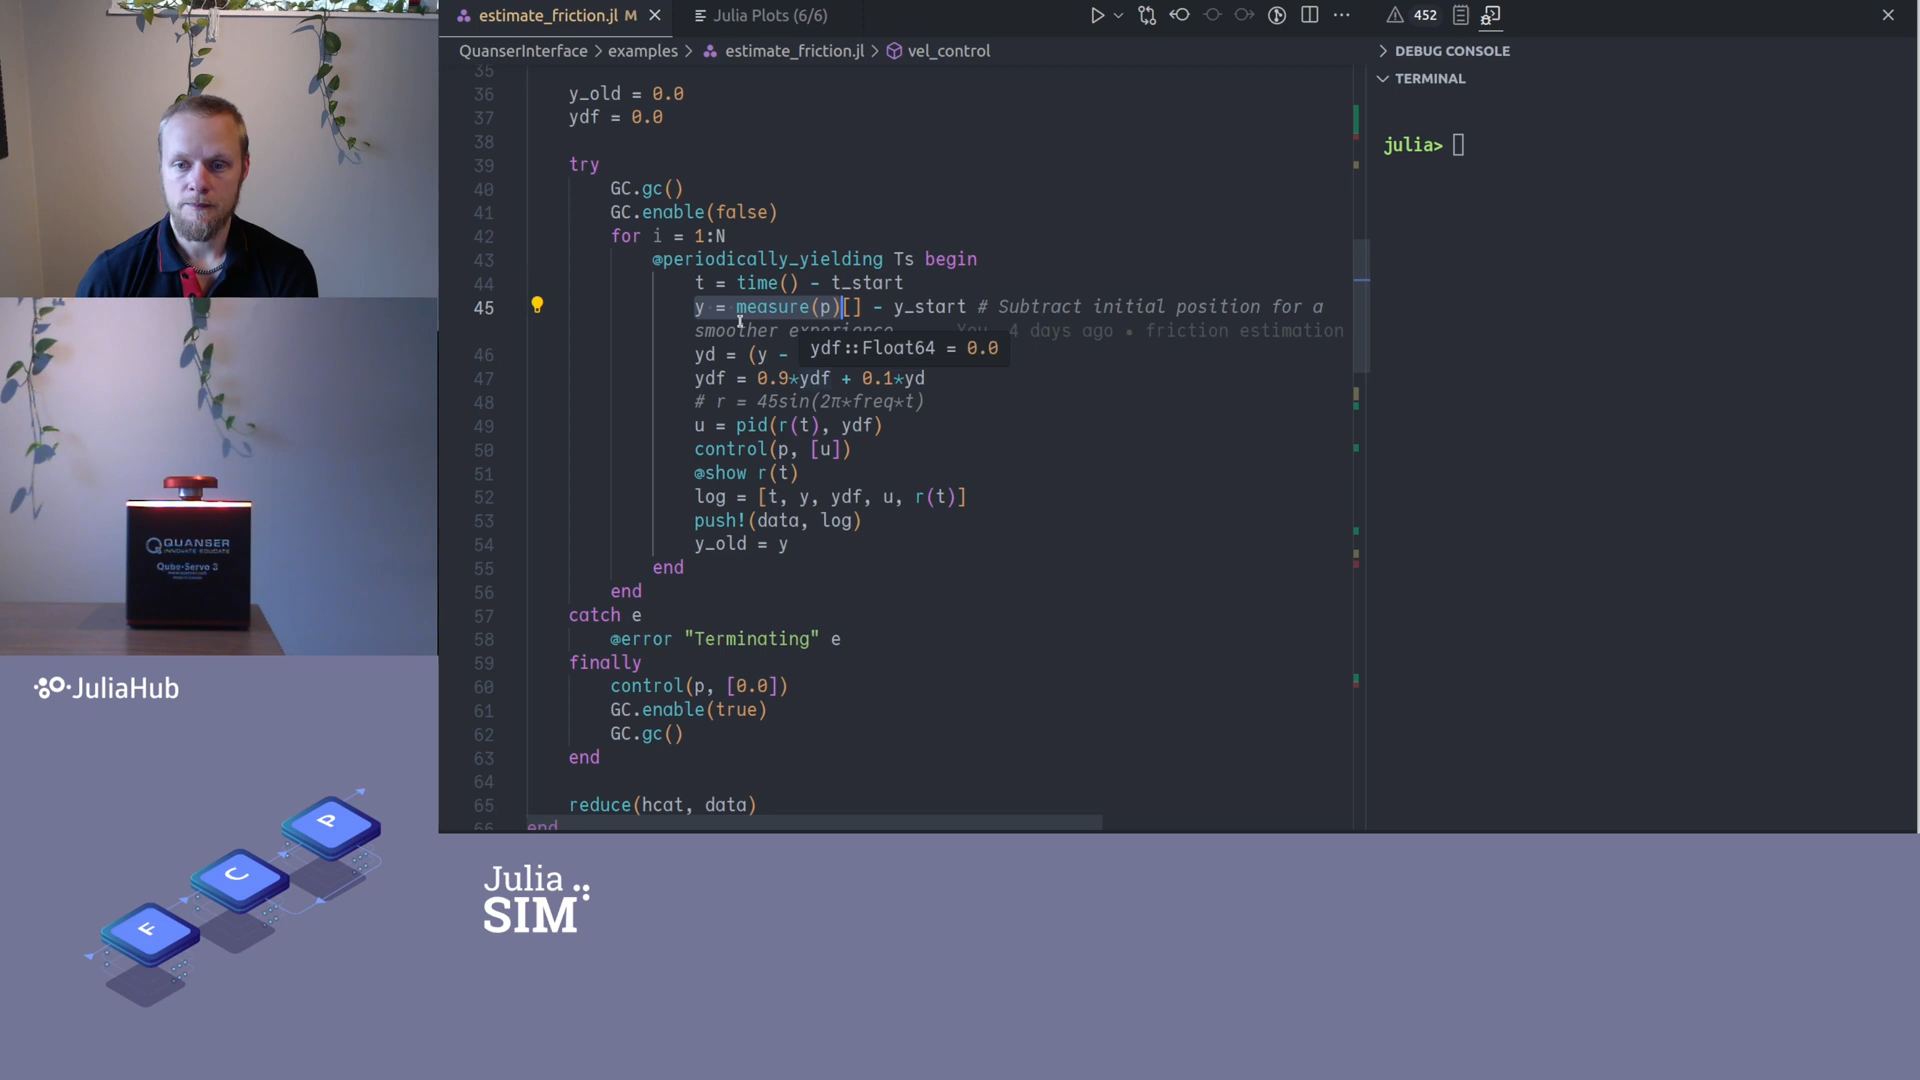 estimate_friction.jl M
Julia Plots (6/6)
452
QuanserInterface > examples > estimate_friction.jl > vel_control
DEBUG CONSOLE
TERMINAL
julia>
35
36 y_old = 0.0
37 ydf = 0.0
38
39 try
40 GC.gc()
41 GC.enable(false)
42 for i = 1:N
43 @periodically_yielding Ts begin
44 t = time() - t_start
45 y = measure(p)[] - y_start # Subtract initial position for a
smoother experience You, 4 days ago • friction estimation
ydf::Float64 = 0.0
46 yd = (y -
47 ydf = 0.9*ydf + 0.1*yd
48 # r = 45sin(2π*freq*t)
49 u = pid(r(t), ydf)
50 control(p, [u])
51 @show r(t)
52 log = [t, y, ydf, u, r(t)]
53 push!(data, log)
54 y_old = y
55 end
56 end
57 catch e
58 @error "Terminating" e
59 finally
60 control(p, [0.0])
61 GC.enable(true)
62 GC.gc()
63 end
64
65 reduce(hcat, data)
66 end
QUANSER
INNOVATE EDUCATE
Qube-Servo 3
JuliaHub
P
C
F
Julia
SIM